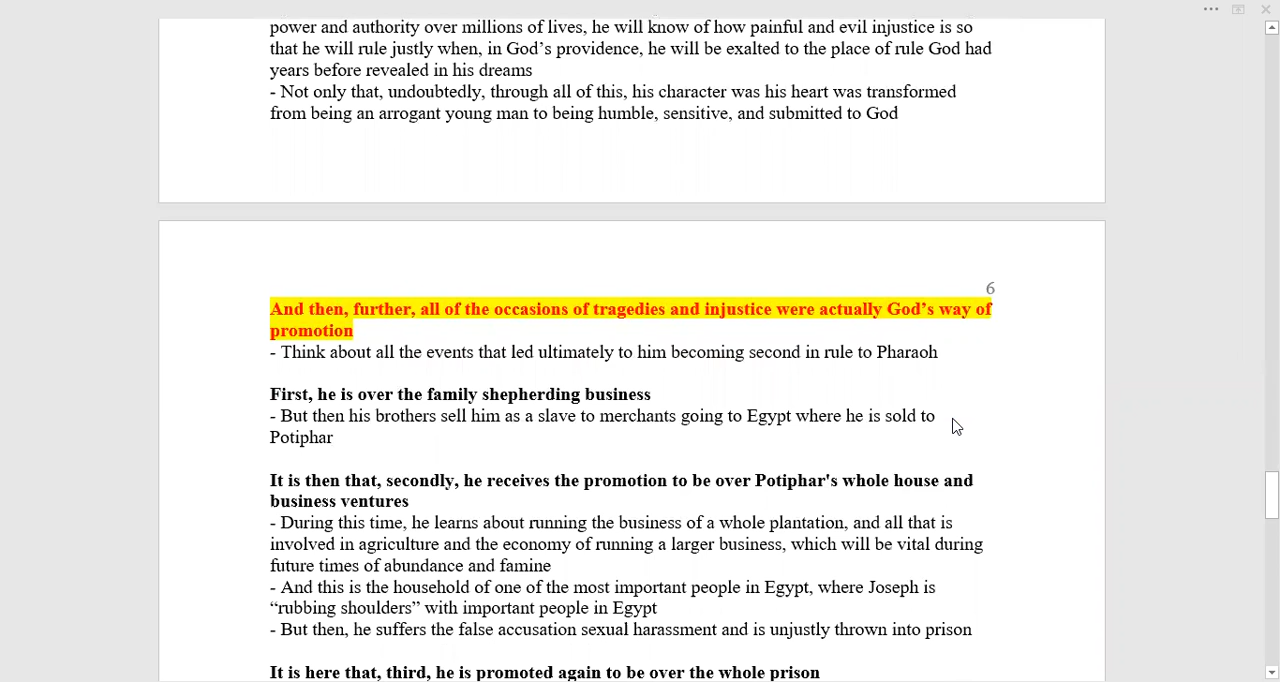 power and authority over millions of lives, he will know of how painful and evil injustice is so
that he will rule justly when, in God’s providence, he will be exalted to the place of rule God had
years before revealed in his dreams
- Not only that, undoubtedly, through all of this, his character was his heart was transformed
from being an arrogant young man to being humble, sensitive, and submitted to God
6
And then, further, all of the occasions of tragedies and injustice were actually God’s way of
promotion
- Think about all the events that led ultimately to him becoming second in rule to Pharaoh
First, he is over the family shepherding business
- But then his brothers sell him as a slave to merchants going to Egypt where he is sold to
Potiphar
It is then that, secondly, he receives the promotion to be over Potiphar's whole house and
business ventures
- During this time, he learns about running the business of a whole plantation, and all that is
involved in agriculture and the economy of running a larger business, which will be vital during
future times of abundance and famine
- And this is the household of one of the most important people in Egypt, where Joseph is
“rubbing shoulders” with important people in Egypt
- But then, he suffers the false accusation sexual harassment and is unjustly thrown into prison
It is here that, third, he is promoted again to be over the whole prison